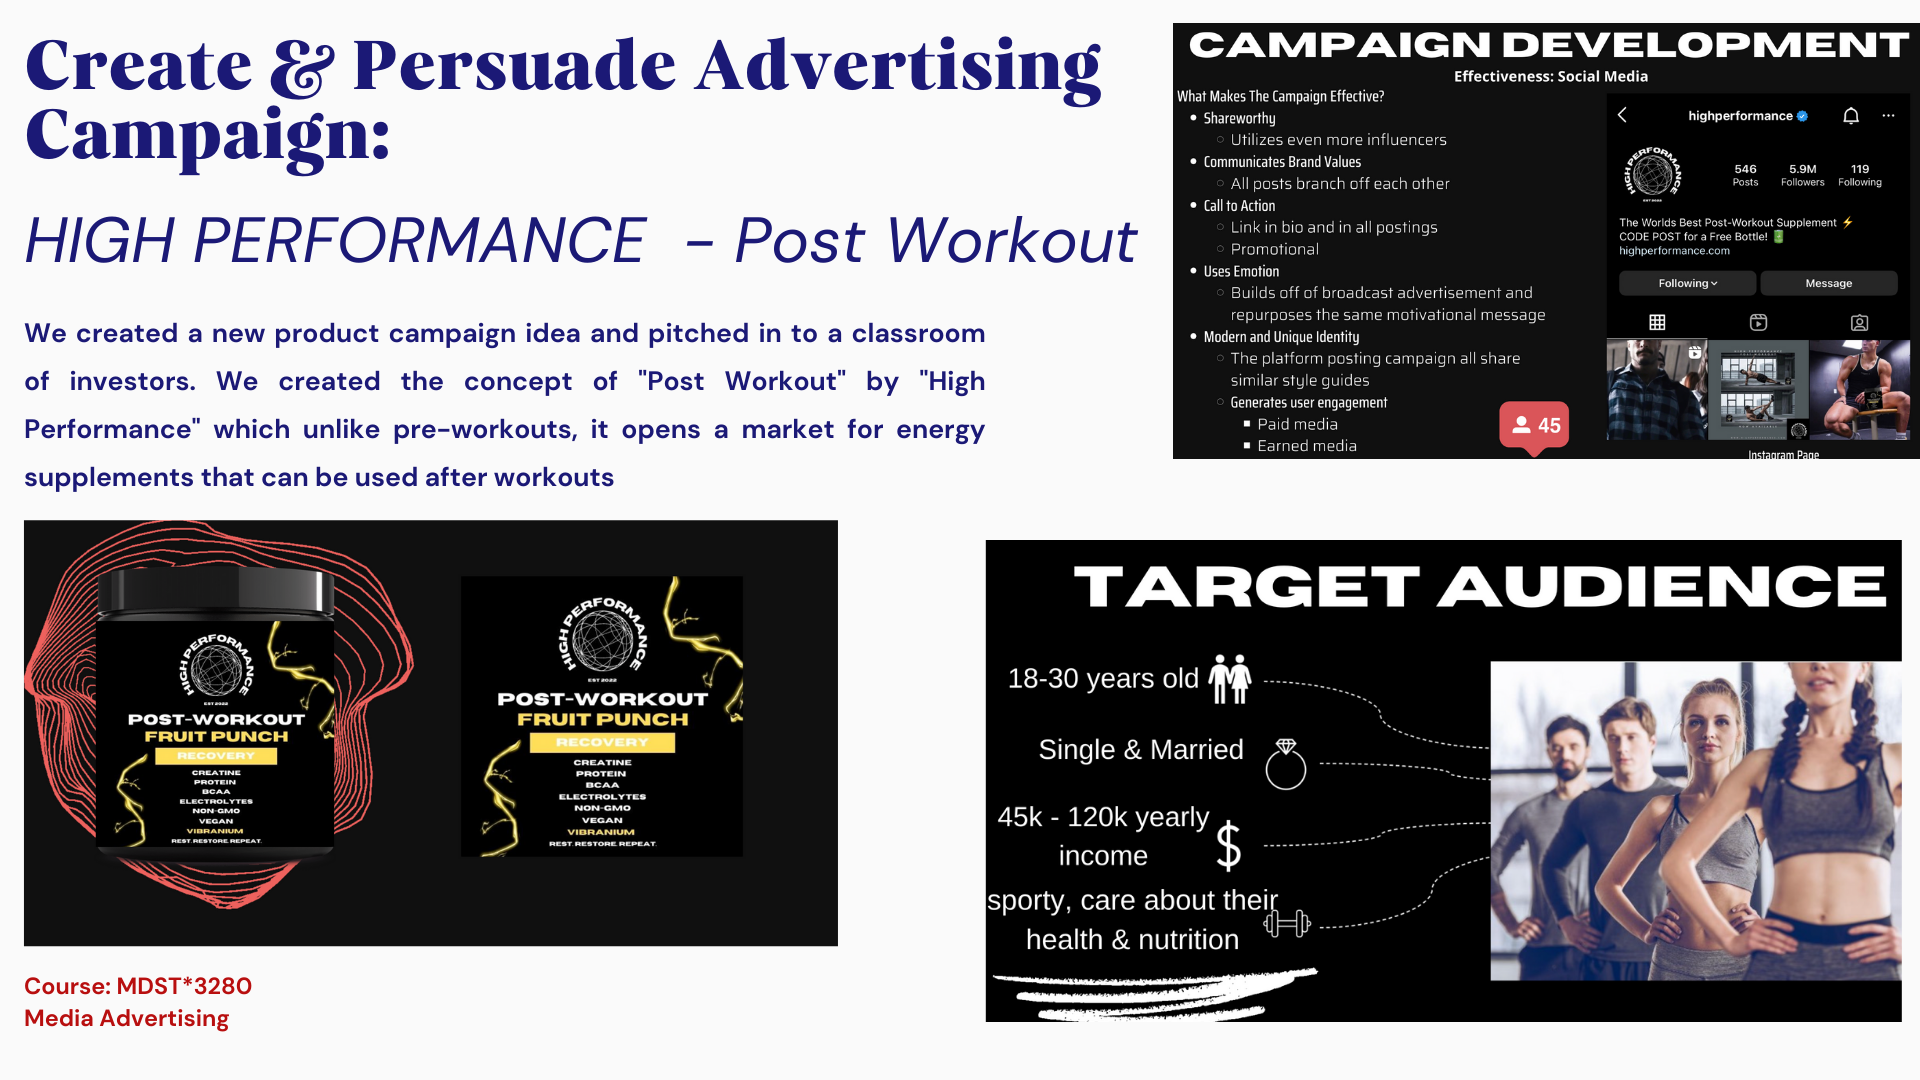 Create & Persuade Advertising
Campaign:
HIGH PERFORMANCE - Post Workout
We created a new product campaign idea and pitched in to a classroom
of investors. We created the concept of "Post Workout" by "High
Performance" which unlike pre-workouts, it opens a market for energy
supplements that can be used after workouts
CAMPAIGN DEVELOPMENT
Effectiveness: Social Media
What Makes The Campaign Effective?
Shareworthy
Utilizes even more influencers
Communicates Brand Values
All posts branch off each other
Call to Action
Link in bio and in all postings
Promotional
Uses Emotion
Builds off of broadcast advertisement and
repurposes the same motivational message
Modern and Unique Identity
The platform posting campaign all share
similar style guides
Generates user engagement
Paid media
Earned media
45
highperformance
HIGH PERFORMANCE
EST 2022
546 5.9M 119
Posts Followers Following
The Worlds Best Post-Workout Supplement ⚡
CODE POST for a Free Bottle! 🔋
highperformance.com
Following Message
Instagram Page
HIGH PERFORMANCE
EST 2022
POST-WORKOUT
FRUIT PUNCH
RECOVERY
CREATINE
PROTEIN
BCAA
ELECTROLYTES
NON-GMO
VEGAN
VIBRANIUM
REST. RESTORE. REPEAT.
HIGH PERFORMANCE
EST 2022
POST-WORKOUT
FRUIT PUNCH
RECOVERY
CREATINE
PROTEIN
BCAA
ELECTROLYTES
NON-GMO
VEGAN
VIBRANIUM
REST. RESTORE. REPEAT.
TARGET AUDIENCE
18-30 years old
Single & Married
45k - 120k yearly
income
$
sporty, care about their
health & nutrition
Course: MDST*3280
Media Advertising